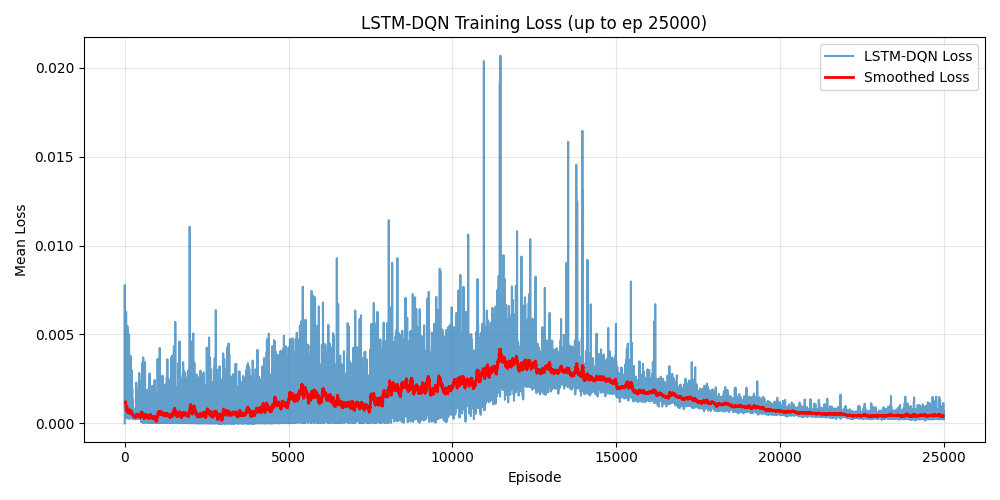 LSTM-DQN Training Loss (up to ep 25000)
LSTM-DQN Loss
Smoothed Loss
Mean Loss
0.020
0.015
0.010
0.005
0.000
0 5000 10000 15000 20000 25000
Episode